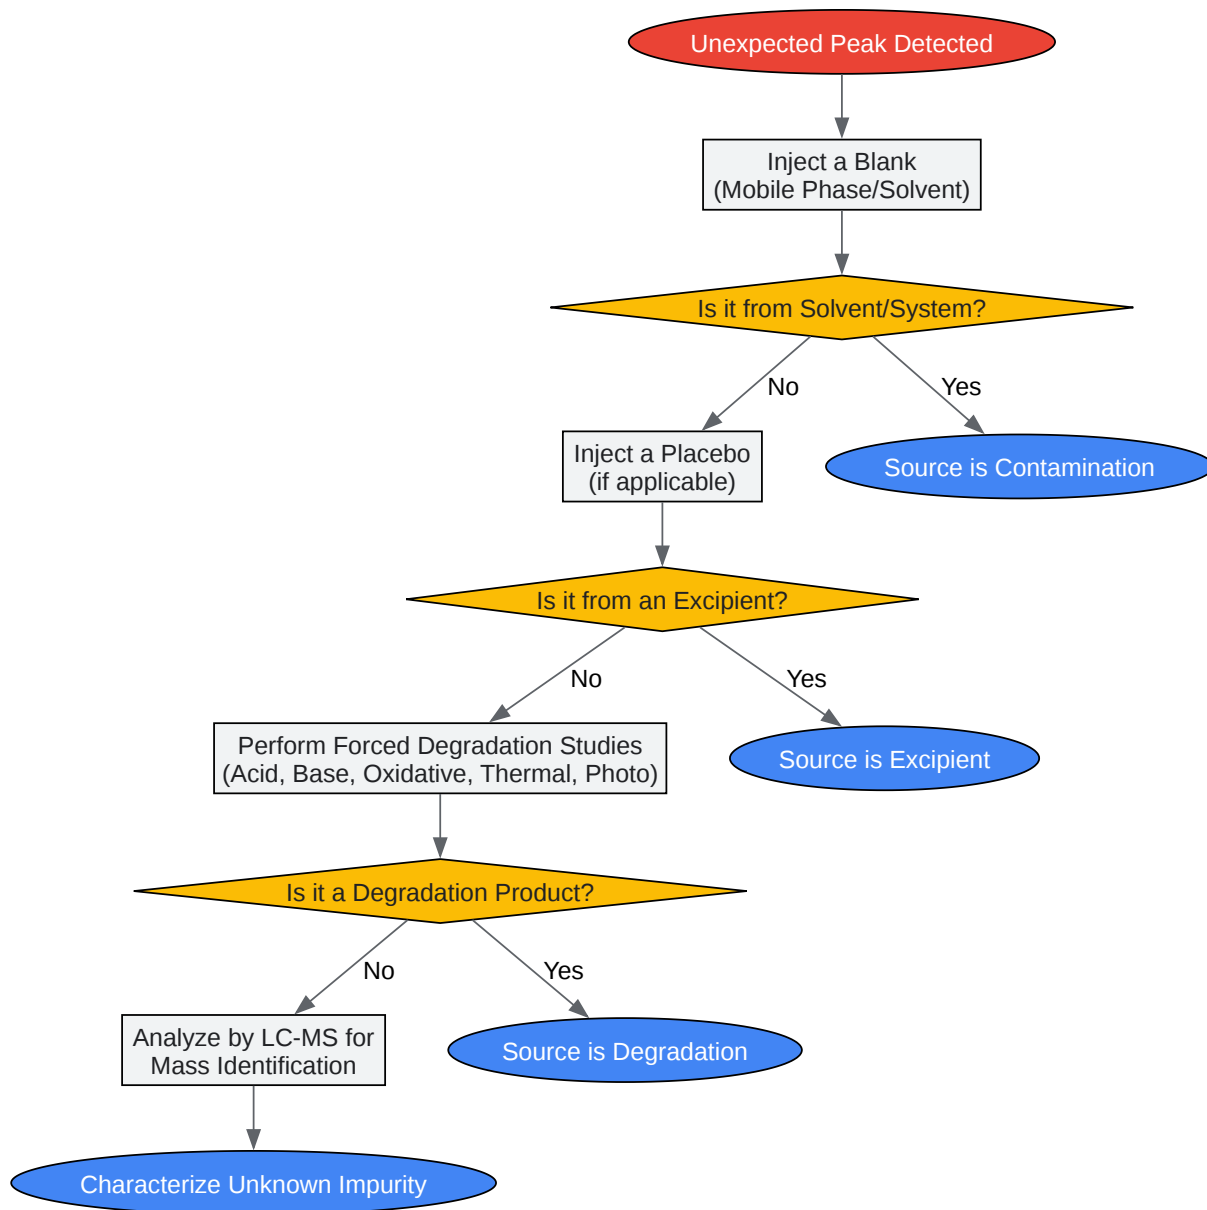 Unexpected Peak Detected
Inject a Blank
(Mobile Phase/Solvent)
Is it from Solvent/System?
No
Yes
Inject a Placebo
(if applicable)
Source is Contamination
Is it from an Excipient?
No
Yes
Perform Forced Degradation Studies
(Acid, Base, Oxidative, Thermal, Photo)
Source is Excipient
Is it a Degradation Product?
No
Yes
Analyze by LC-MS for
Mass Identification
Source is Degradation
Characterize Unknown Impurity